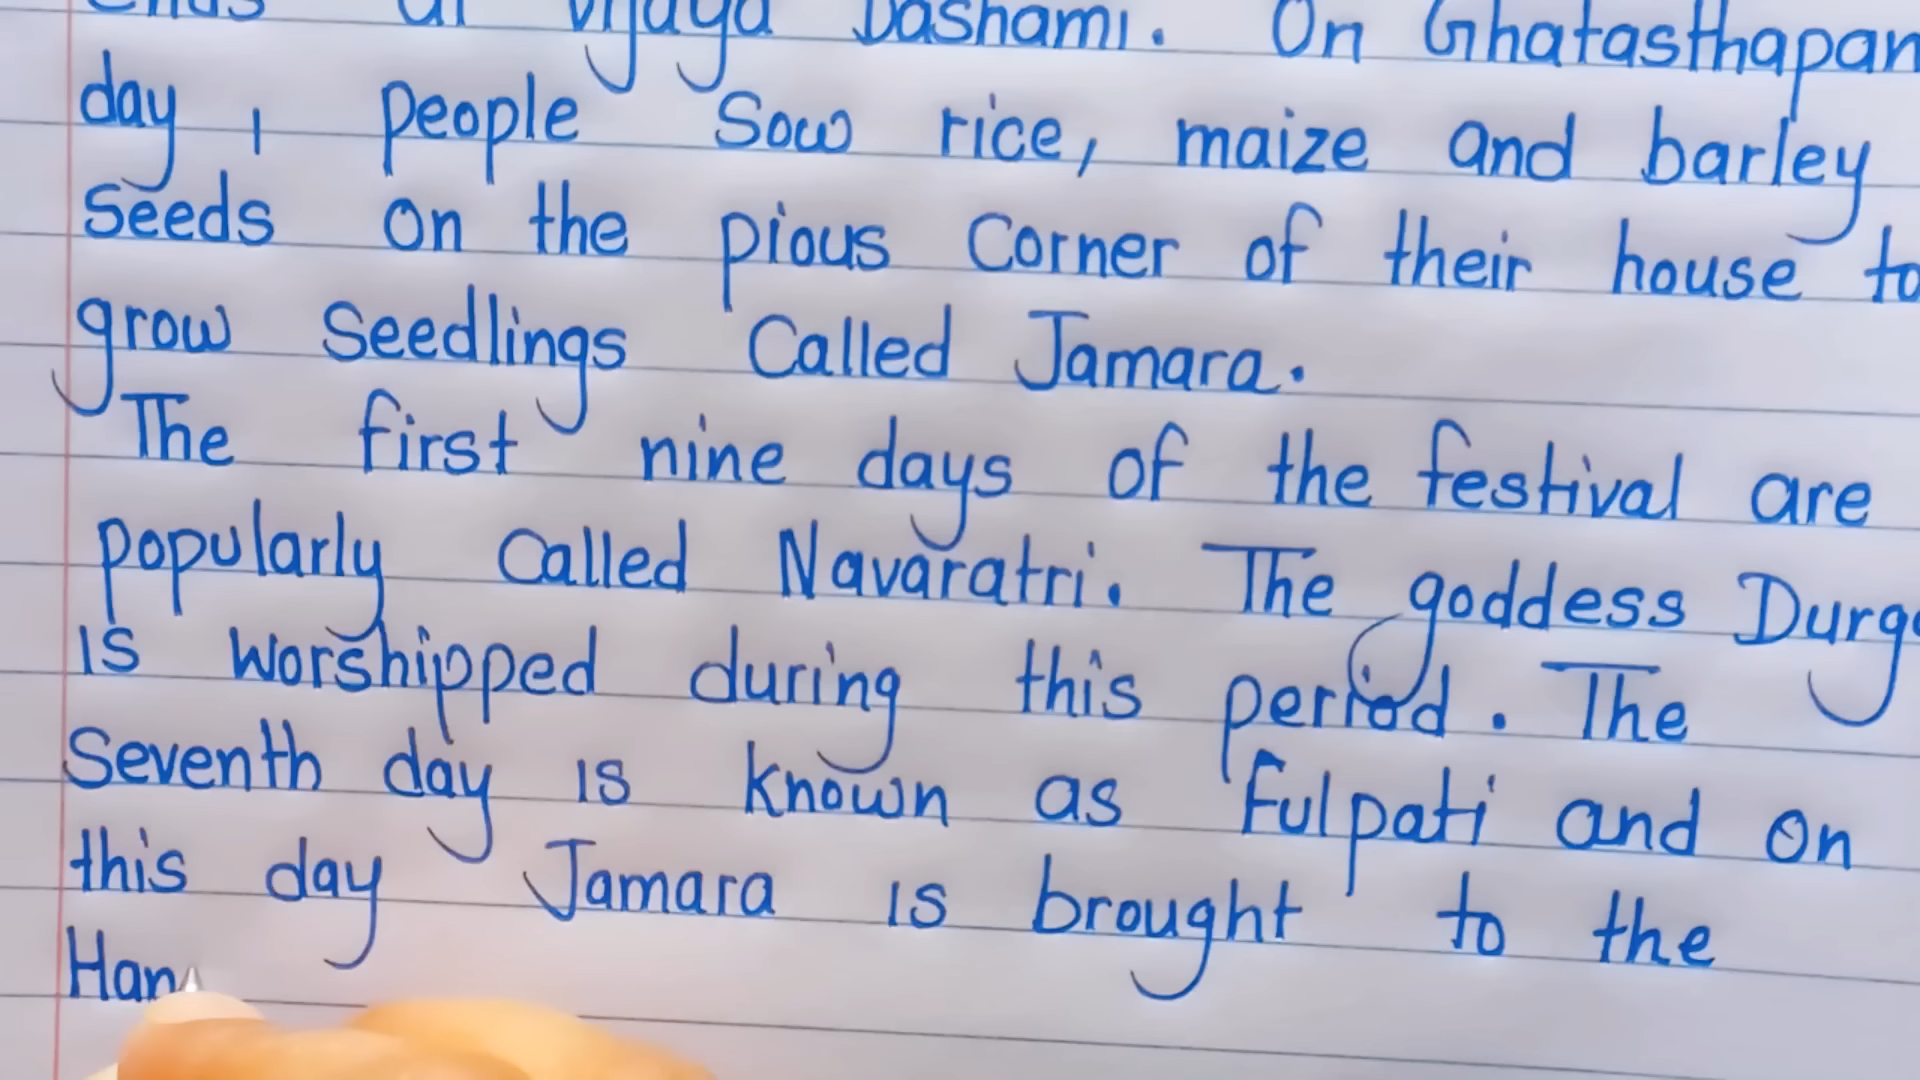 at Vijaya Dashami. On Ghatasthapan
day, people Sow rice, maize and barley
Seeds on the pious Corner of their house to
grow Seedlings Called Jamara.
The first nine days of the festival are
popularly Called Navaratri. The goddess Durga
is worshipped during this period. The
Seventh day is known as Fulpati and on
this day Jamara is brought to the
Han